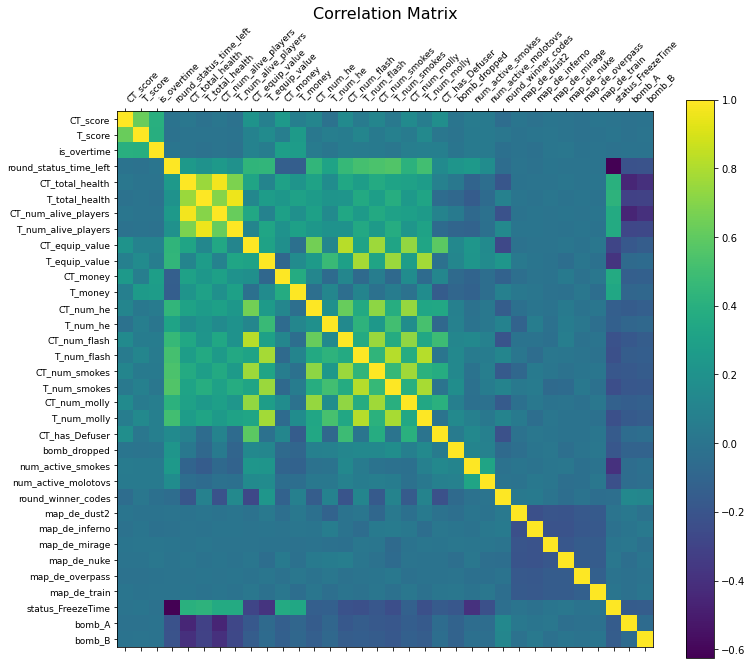 Correlation Matrix
CT_score
T_score
is_overtime
round_status_time_left
CT_total_health
T_total_health
CT_num_alive_players
T_num_alive_players
CT_equip_value
T_equip_value
CT_money
T_money
CT_num_he
T_num_he
CT_num_flash
T_num_flash
CT_num_smokes
T_num_smokes
CT_num_molly
T_num_molly
CT_has_Defuser
bomb_dropped
num_active_smokes
num_active_molotovs
round_winner_codes
map_de_dust2
map_de_inferno
map_de_mirage
map_de_nuke
map_de_overpass
map_de_train
status_FreezeTime
bomb_A
bomb_B
CT_score
T_score
is_overtime
round_status_time_left
CT_total_health
T_total_health
CT_num_alive_players
T_num_alive_players
CT_equip_value
T_equip_value
CT_money
T_money
CT_num_he
T_num_he
CT_num_flash
T_num_flash
CT_num_smokes
T_num_smokes
CT_num_molly
T_num_molly
CT_has_Defuser
bomb_dropped
num_active_smokes
num_active_molotovs
round_winner_codes
map_de_dust2
map_de_inferno
map_de_mirage
map_de_nuke
map_de_overpass
map_de_train
status_FreezeTime
bomb_A
bomb_B
1.0
0.8
0.6
0.4
0.2
0.0
−0.2
−0.4
−0.6